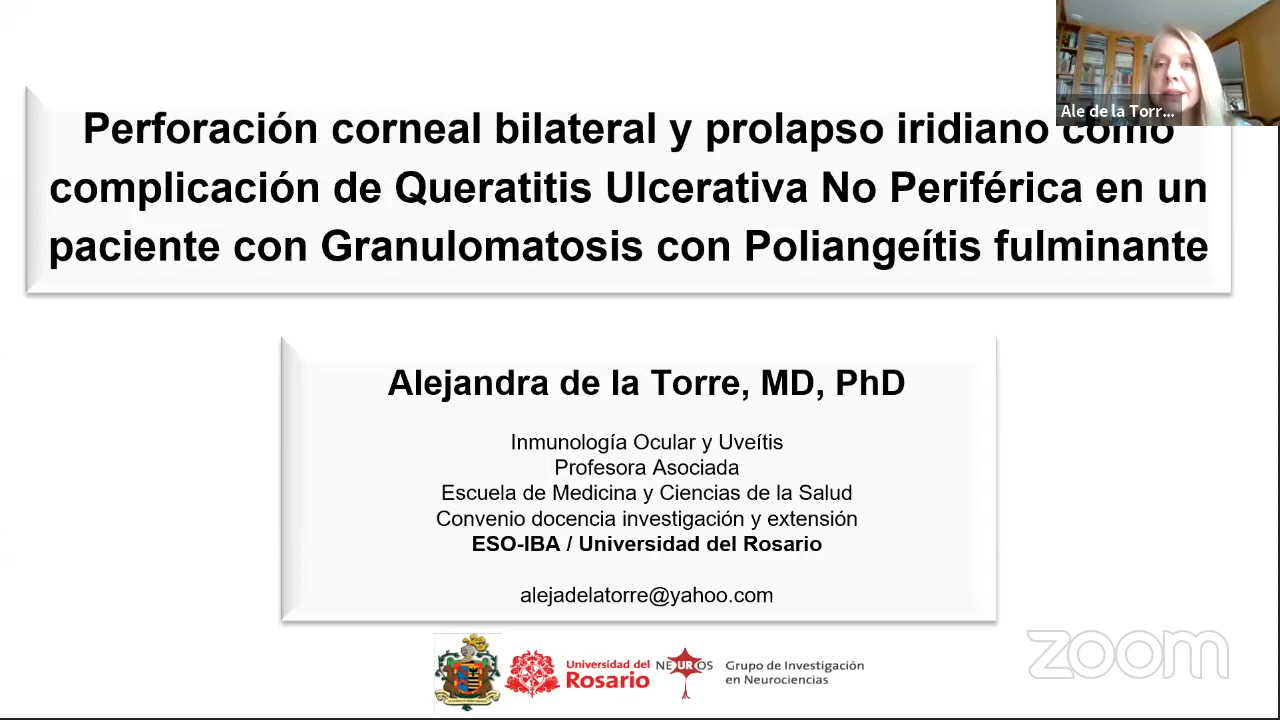 Perforación corneal bilateral y prolapso iridiano como
complicación de Queratitis Ulcerativa No Periférica en un
paciente con Granulomatosis con Poliangeítis fulminante
Ale de la Torr...
Alejandra de la Torre, MD, PhD
Inmunología Ocular y Uveítis
Profesora Asociada
Escuela de Medicina y Ciencias de la Salud
Convenio docencia investigación y extensión
ESO-IBA / Universidad del Rosario
alejadelatorre@yahoo.com
Universidad del
Rosario
NEUROS
Grupo de Investigación
en Neurociencias
zoom